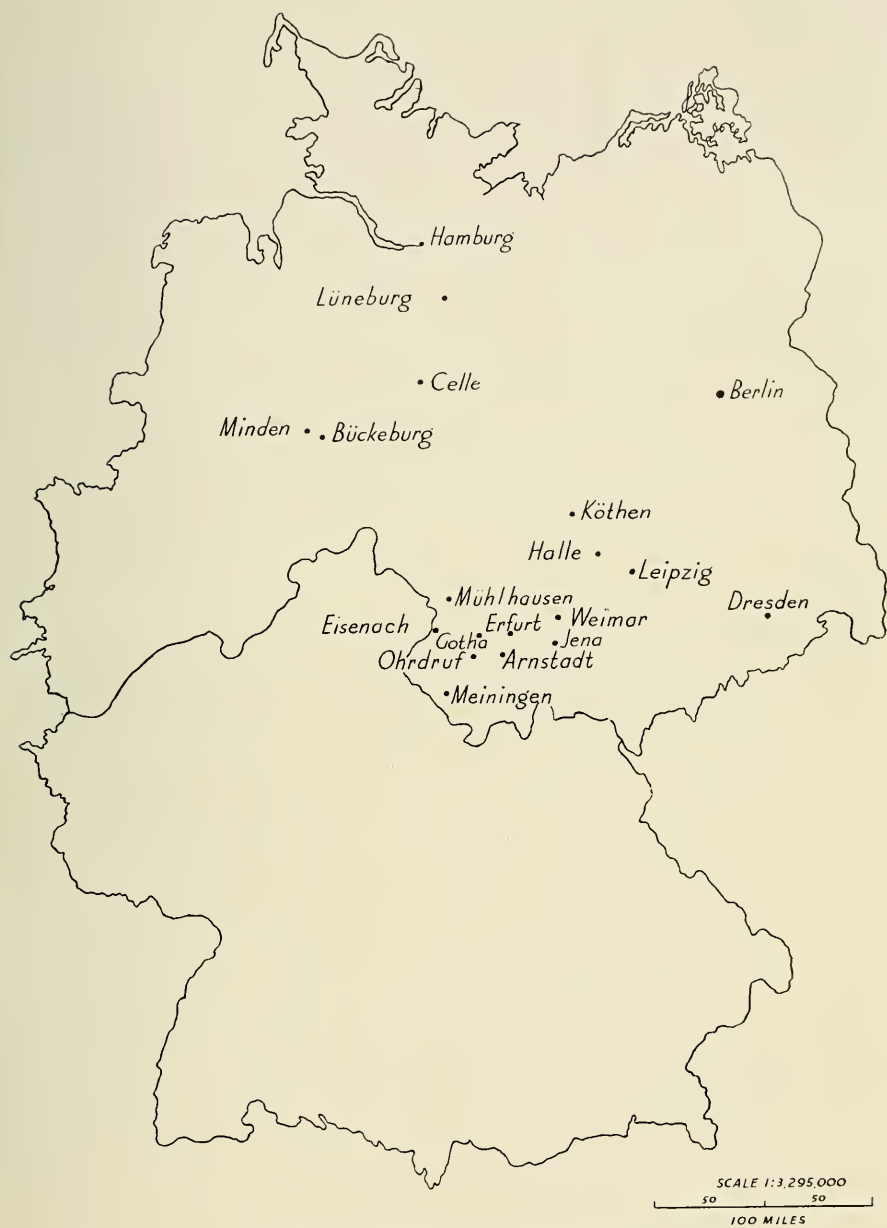 Hamburg
Lüneburg
Celle
Berlin
Minden
Bückeburg
Köthen
Halle
Leipzig
Mühlhausen
Dresden
Weimar
Erfurt
Eisenach
Gotha
Jena
Ohrdruf
Arnstadt
Meiningen
SCALE 1:3,295,000
50 50
100 MILES